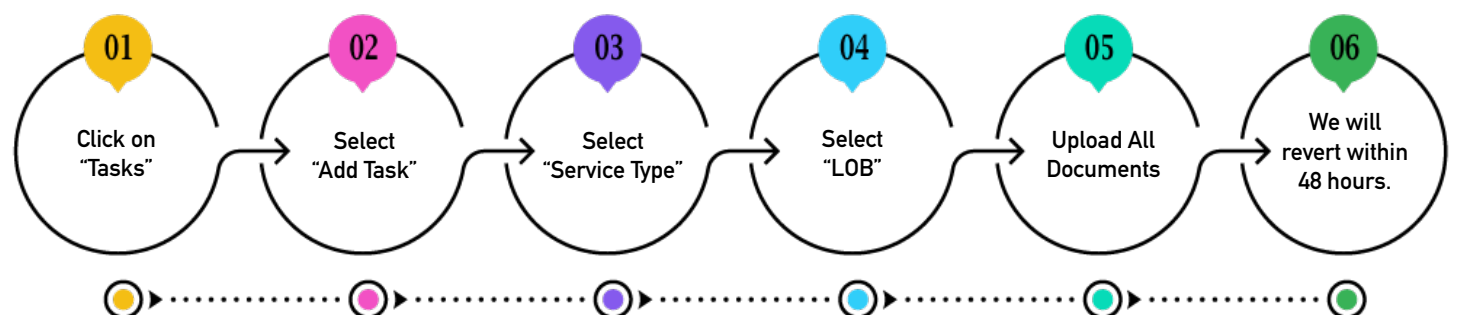 01
Click on
“Tasks”
02
Select
“Add Task”
03
Select
“Service Type”
04
Select
“LOB”
05
Upload All
Documents
06
We will
revert within
48 hours.